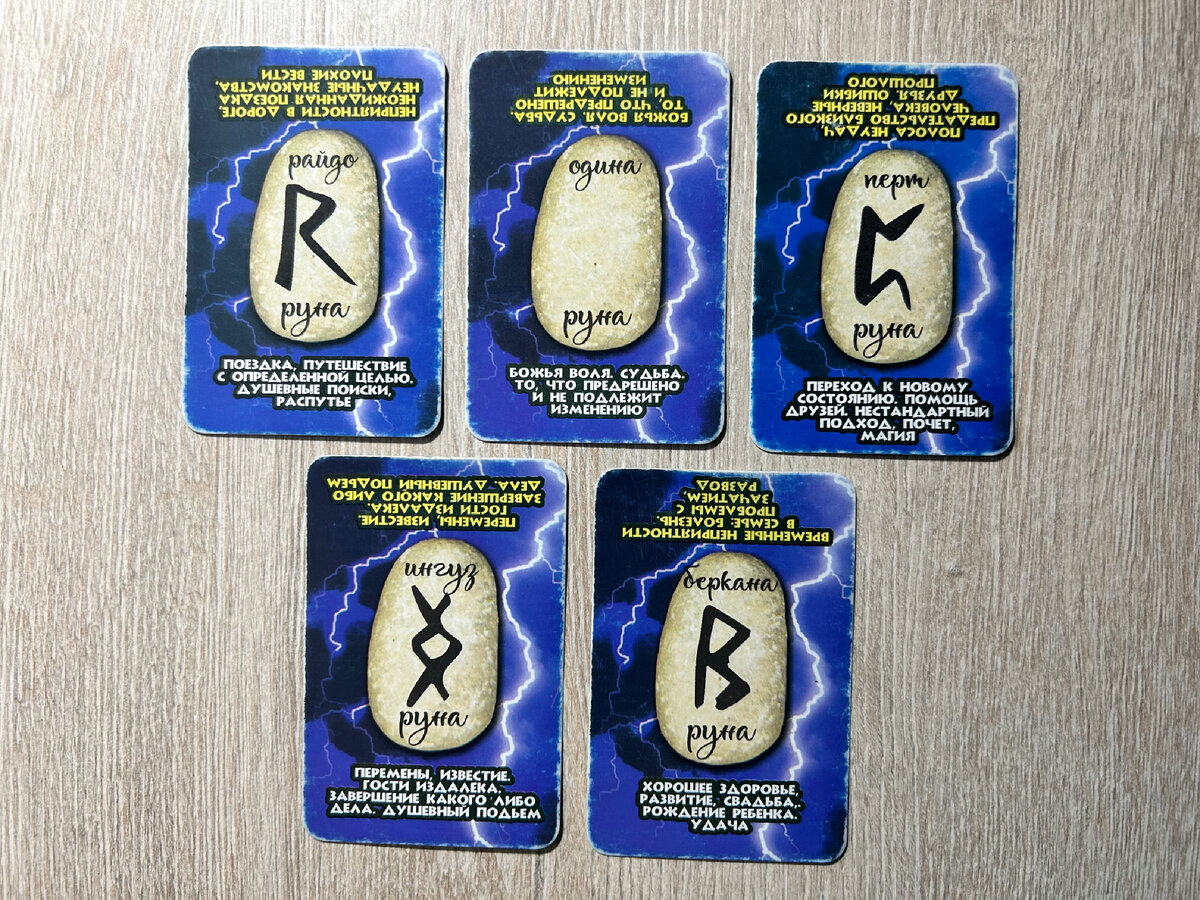 НЕПРИЯТНОСТИ В ДОРОГЕ
НЕОЖИДАННАЯ ПОЕЗДКА,
НЕУДАЧНЫЕ ЗНАКОМСТВА,
ПЛОХИЕ ВЕСТИ
райдо
руна
ПОЕЗДКА, ПУТЕШЕСТВИЕ
С ОПРЕДЕЛЕННОЙ ЦЕЛЬЮ.
ДУШЕВНЫЕ ПОИСКИ,
РАСПУТЬЕ
БОЖЬЯ ВОЛЯ. СУДЬБА.
ТО, ЧТО ПРЕДРЕШЕНО
И НЕ ПОДЛЕЖИТ
ИЗМЕНЕНИЮ
одина
руна
БОЖЬЯ ВОЛЯ. СУДЬБА.
ТО, ЧТО ПРЕДРЕШЕНО
И НЕ ПОДЛЕЖИТ
ИЗМЕНЕНИЮ
ПОЛОСА НЕУДАЧ,
ПРЕДАТЕЛЬСТВО БЛИЗКОГО
ЧЕЛОВЕКА, НЕВЕРНЫЕ
ДРУЗЬЯ, ОШИБКИ
ПРОШЛОГО
перт
руна
ПЕРЕХОД К НОВОМУ
СОСТОЯНИЮ. ПОМОЩЬ
ДРУЗЕЙ. НЕСТАНДАРТНЫЙ
ПОДХОД, ПОЧЕТ,
МАГИЯ
ПЕРЕМЕНЫ, ИЗВЕСТИЕ.
ГОСТИ ИЗДАЛЕКА.
ЗАВЕРШЕНИЕ КАКОГО ЛИБО
ДЕЛА. ДУШЕВНЫЙ ПОДЬЕМ
ингуз
руна
ПЕРЕМЕНЫ, ИЗВЕСТИЕ.
ГОСТИ ИЗДАЛЕКА.
ЗАВЕРШЕНИЕ КАКОГО ЛИБО
ДЕЛА. ДУШЕВНЫЙ ПОДЬЕМ
ВРЕМЕННЫЕ НЕПРИЯТНОСТИ
В СЕМЬЕ: БОЛЕЗНЬ,
ПРОБЛЕМЫ С
ЗАЧАТИЕМ,
РАЗВОД
беркана
руна
ХОРОШЕЕ ЗДОРОВЬЕ,
РАЗВИТИЕ, СВАДЬБА,
РОЖДЕНИЕ РЕБЕНКА.
УДАЧА